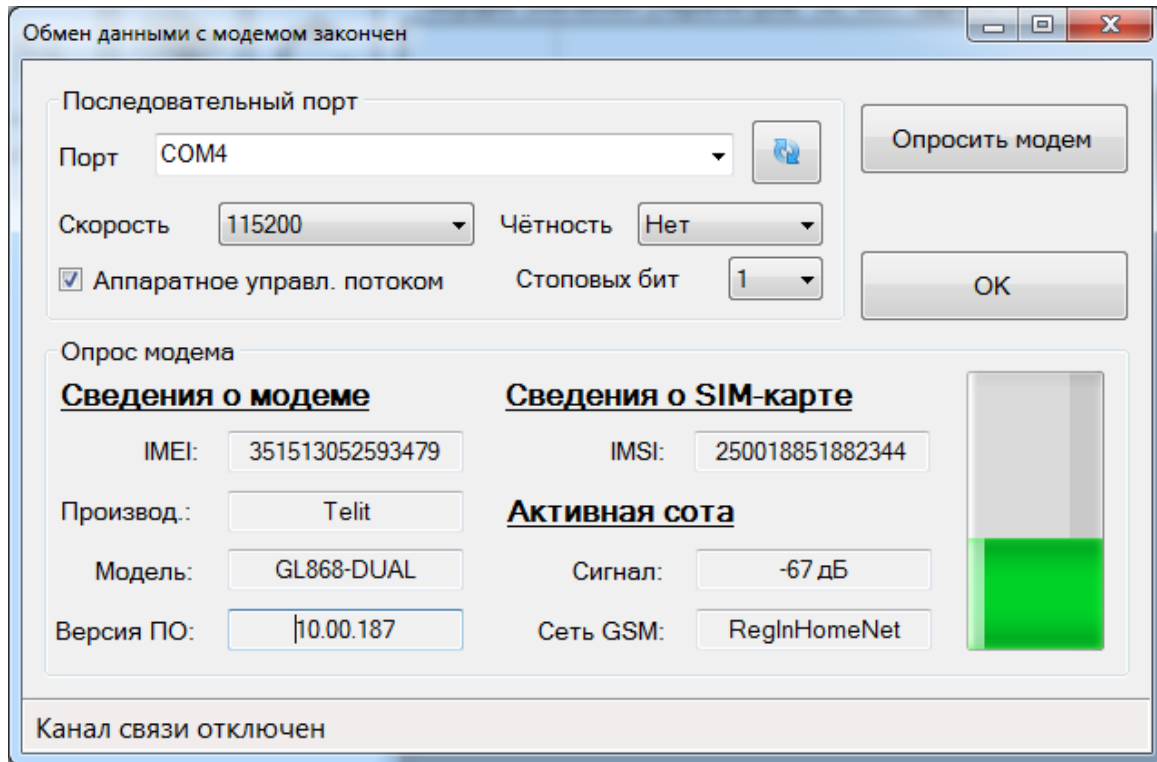 Обмен данными с модемом закончен
Последовательный порт
Порт COM4
Опросить модем
Скорость 115200 Чётность Нет
Аппаратное управл. потоком Стоповых бит 1
OK
Опрос модема
Сведения о модеме Сведения о SIM-карте
IMEI: 351513052593479 IMSI: 250018851882344
Производ.: Telit Активная сота
Модель: GL868-DUAL Сигнал: -67 дБ
Версия ПО: 10.00.187 Сеть GSM: RegInHomeNet
Канал связи отключен